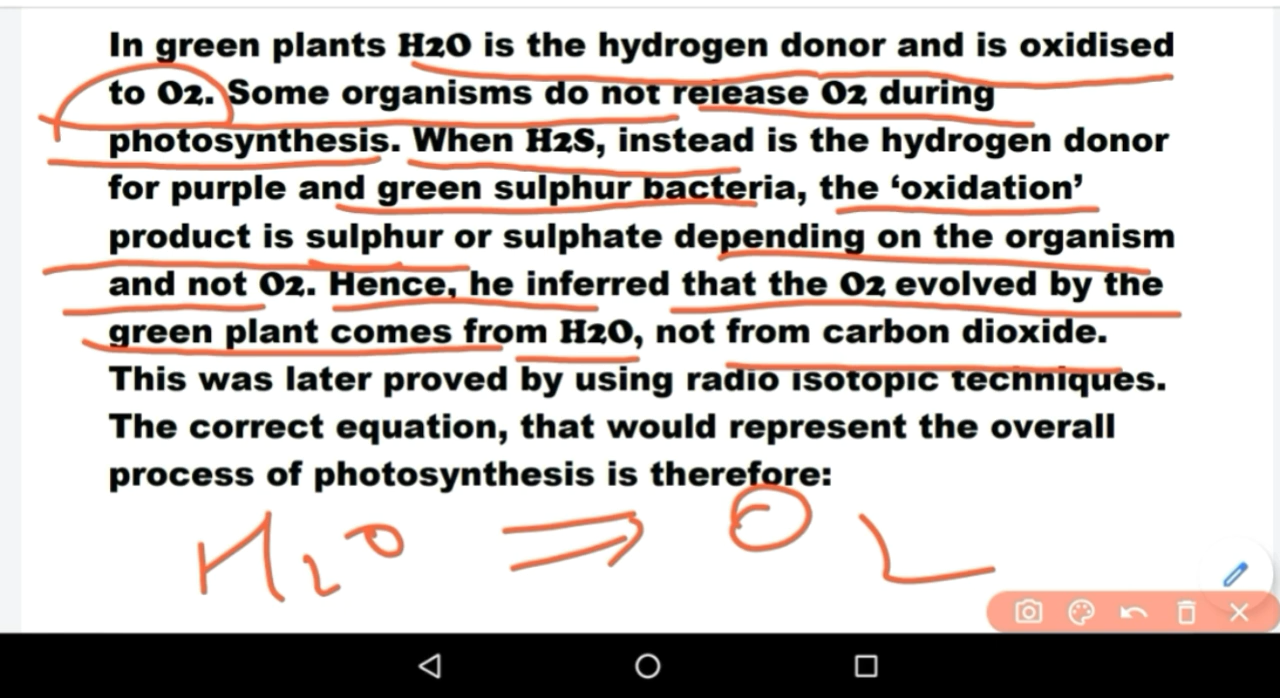 In green plants H2O is the hydrogen donor and is oxidised
to O2. Some organisms do not release O2 during
photosynthesis. When H2S, instead is the hydrogen donor
for purple and green sulphur bacteria, the ‘oxidation’
product is sulphur or sulphate depending on the organism
and not O2. Hence, he inferred that the O2 evolved by the
green plant comes from H2O, not from carbon dioxide.
This was later proved by using radio isotopic techniques.
The correct equation, that would represent the overall
process of photosynthesis is therefore:
H2O ⇒ O2